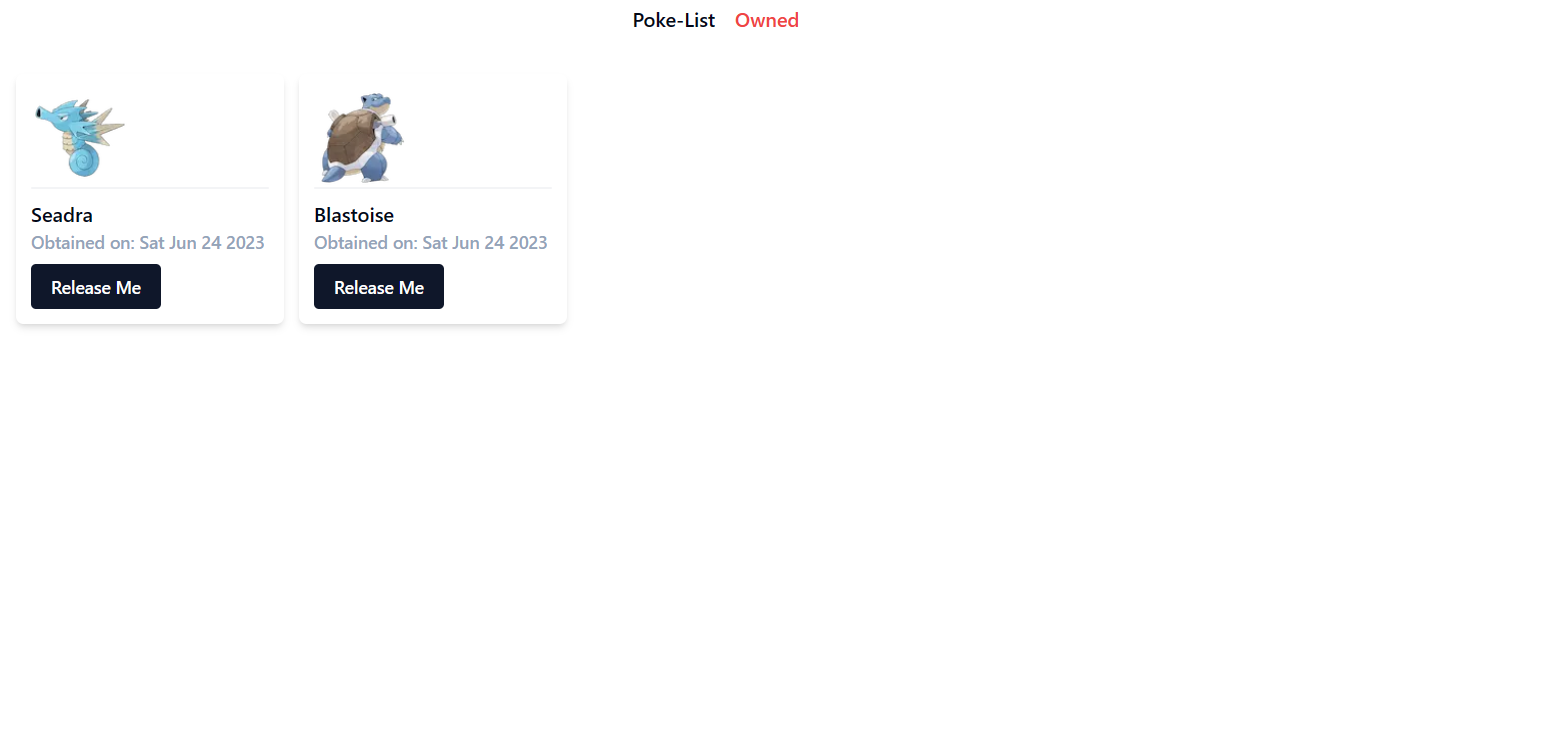 Poke-List Owned
Seadra
Obtained on: Sat Jun 24 2023
Release Me
Blastoise
Obtained on: Sat Jun 24 2023
Release Me